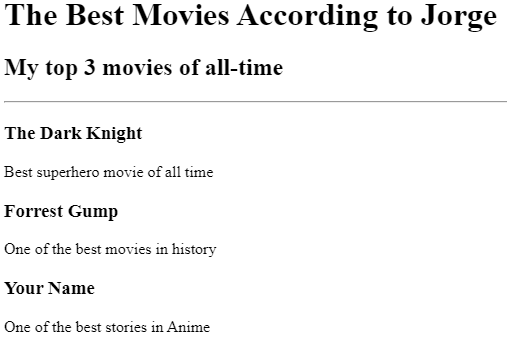 The Best Movies According to Jorge
My top 3 movies of all-time
The Dark Knight
Best superhero movie of all time
Forrest Gump
One of the best movies in history
Your Name
One of the best stories in Anime